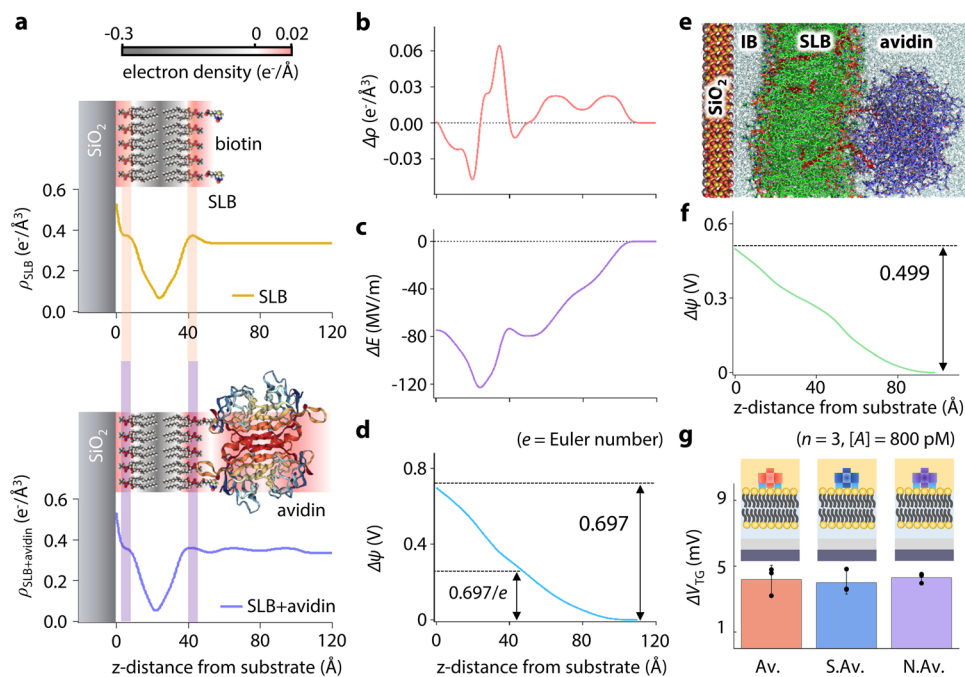 a
-0.3
0
0.02
electron density (e⁻/Å)
SiO₂
biotin
SLB
0.6
0.4
0.2
0.0
ρSLB (e⁻/Å³)
SLB
0
40
80
120
SiO₂
avidin
0.6
0.4
0.2
0.0
ρSLB+avidin (e⁻/Å³)
SLB+avidin
0
40
80
120
z-distance from substrate (Å)
b
0.06
0.03
0.00
-0.03
Δρ (e⁻/Å³)
c
0
-40
-80
-120
ΔE (MV/m)
d
(e = Euler number)
0.8
0.4
0
Δψ (V)
0.697
0.697/e
0
40
80
120
z-distance from substrate (Å)
e
SiO₂
IB
SLB
avidin
f
0.6
0.3
0
Δψ (V)
0.499
0
40
80
z-distance from substrate (Å)
g
(n = 3, [A] = 800 pM)
9
5
1
ΔVTG (mV)
Av.
S.Av.
N.Av.